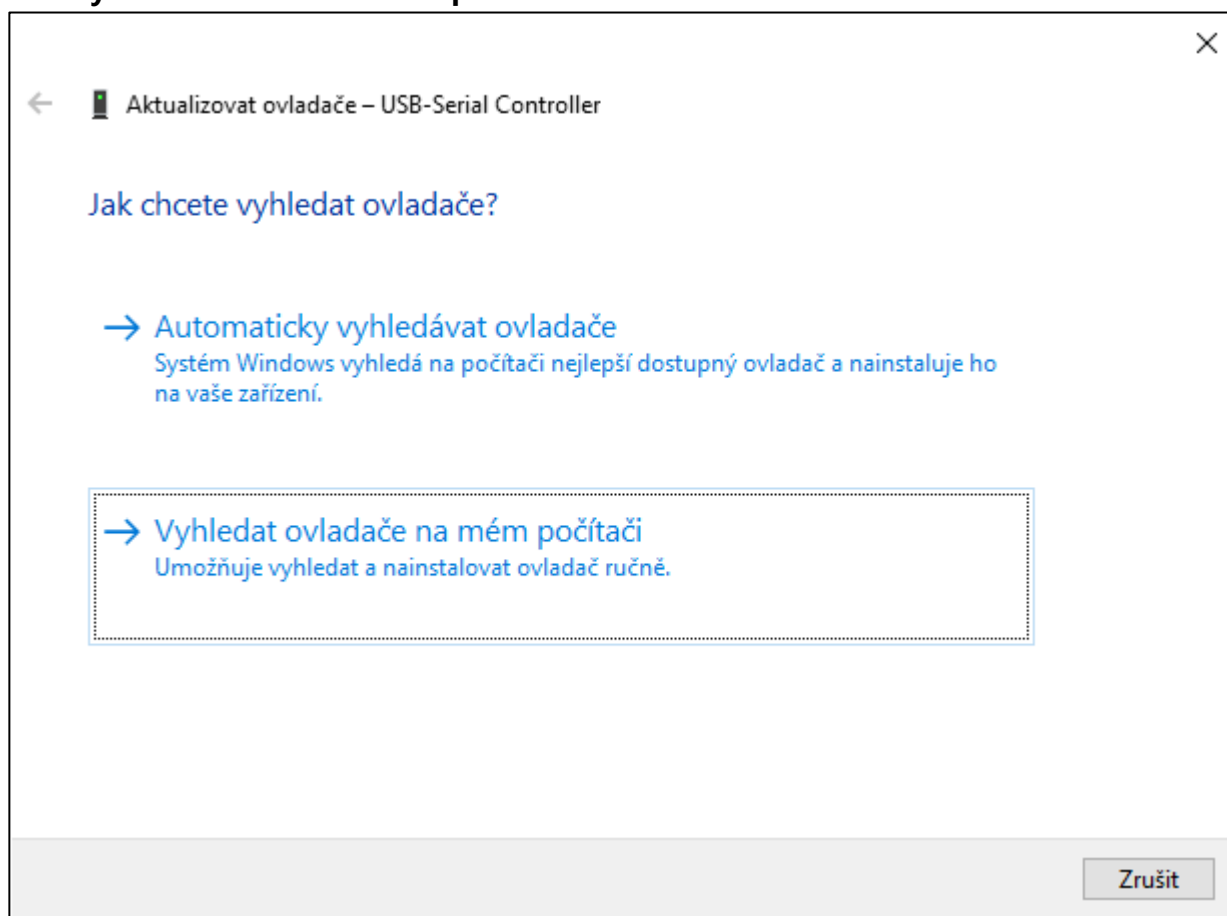 Aktualizovat ovladače – USB-Serial Controller
Jak chcete vyhledat ovladače?
Automaticky vyhledávat ovladače
Systém Windows vyhledá na počítači nejlepší dostupný ovladač a nainstaluje ho
na vaše zařízení.
Vyhledat ovladače na mém počítači
Umožňuje vyhledat a nainstalovat ovladač ručně.
Zrušit